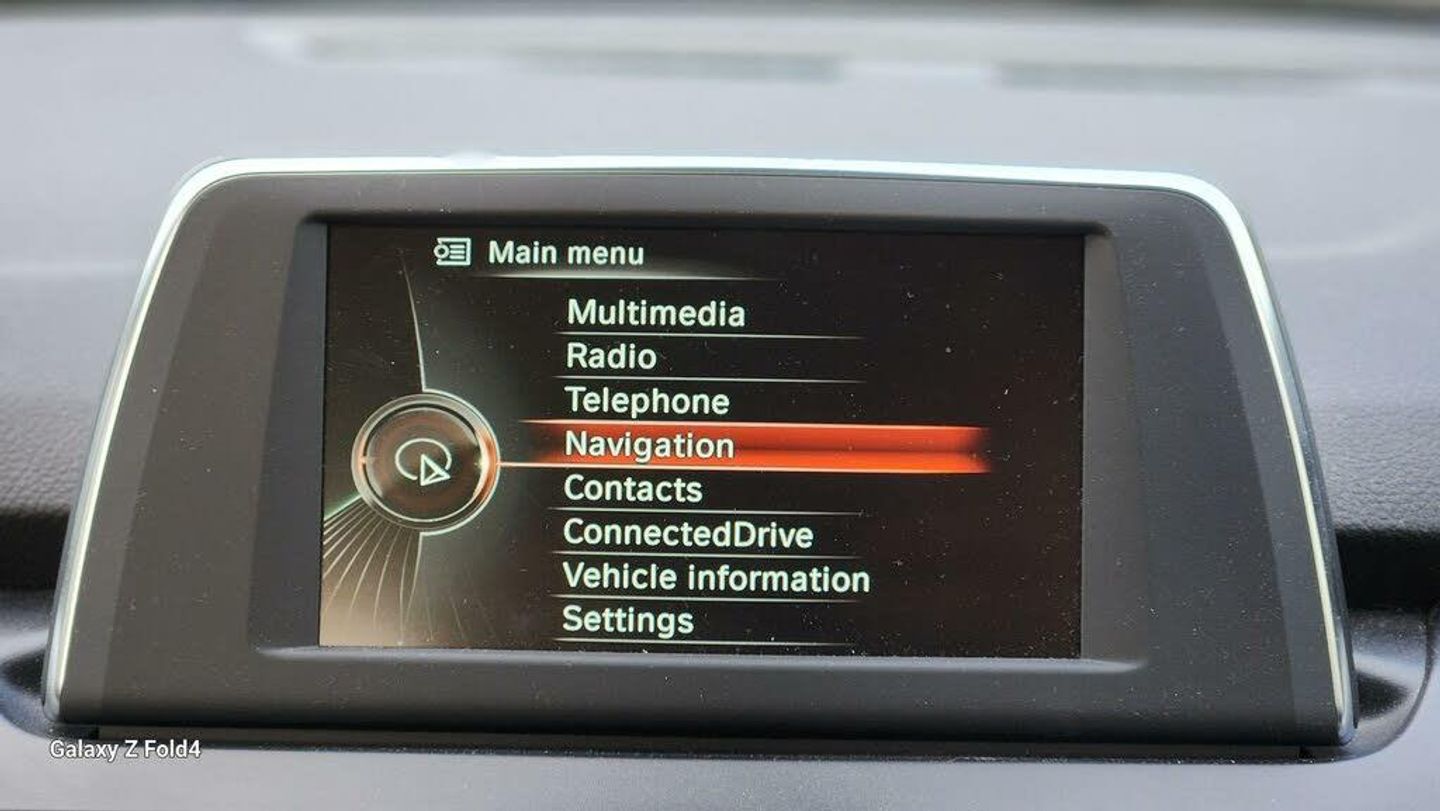 Main menu
Multimedia
Radio
Telephone
Navigation
Contacts
ConnectedDrive
Vehicle information
Settings
Galaxy Z Fold4